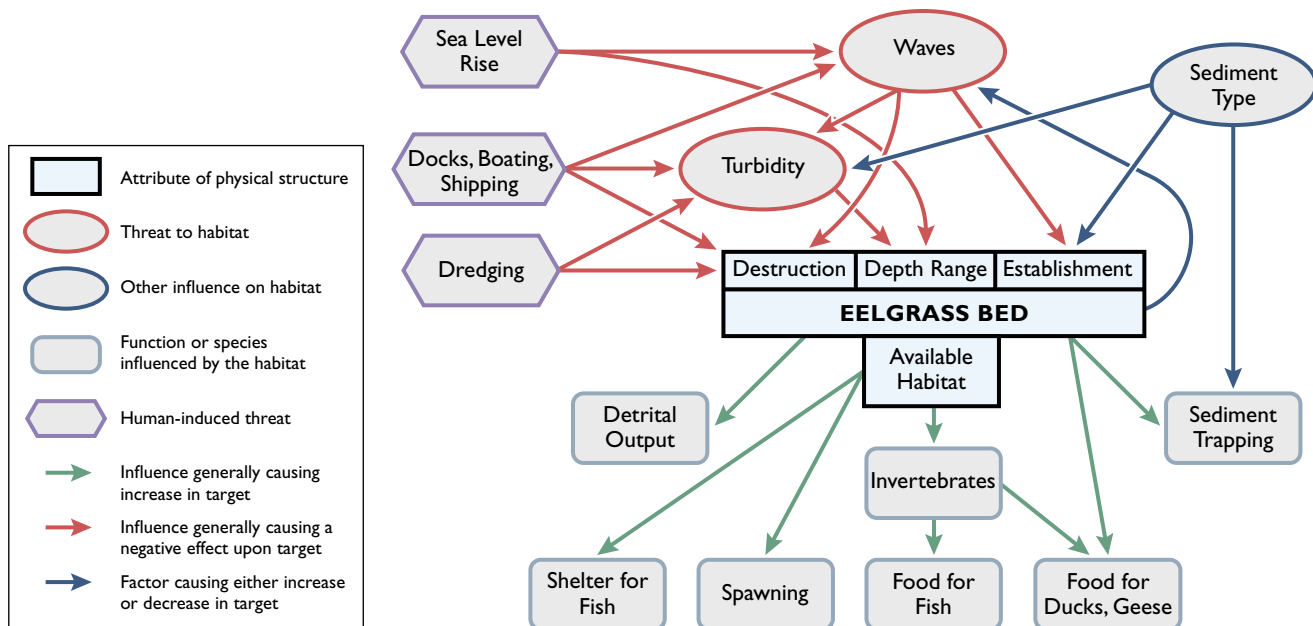 Sea Level
Rise
Waves
Sediment
Type
Docks, Boating,
Shipping
Turbidity
Dredging
Destruction
Depth Range
Establishment
EELGRASS BED
Available
Habitat
Detrital
Output
Sediment
Trapping
Invertebrates
Shelter for
Fish
Spawning
Food for
Fish
Food for
Ducks, Geese
Attribute of physical structure
Threat to habitat
Other influence on habitat
Function or species
influenced by the habitat
Human-induced threat
Influence generally causing
increase in target
Influence generally causing a
negative effect upon target
Factor causing either increase
or decrease in target